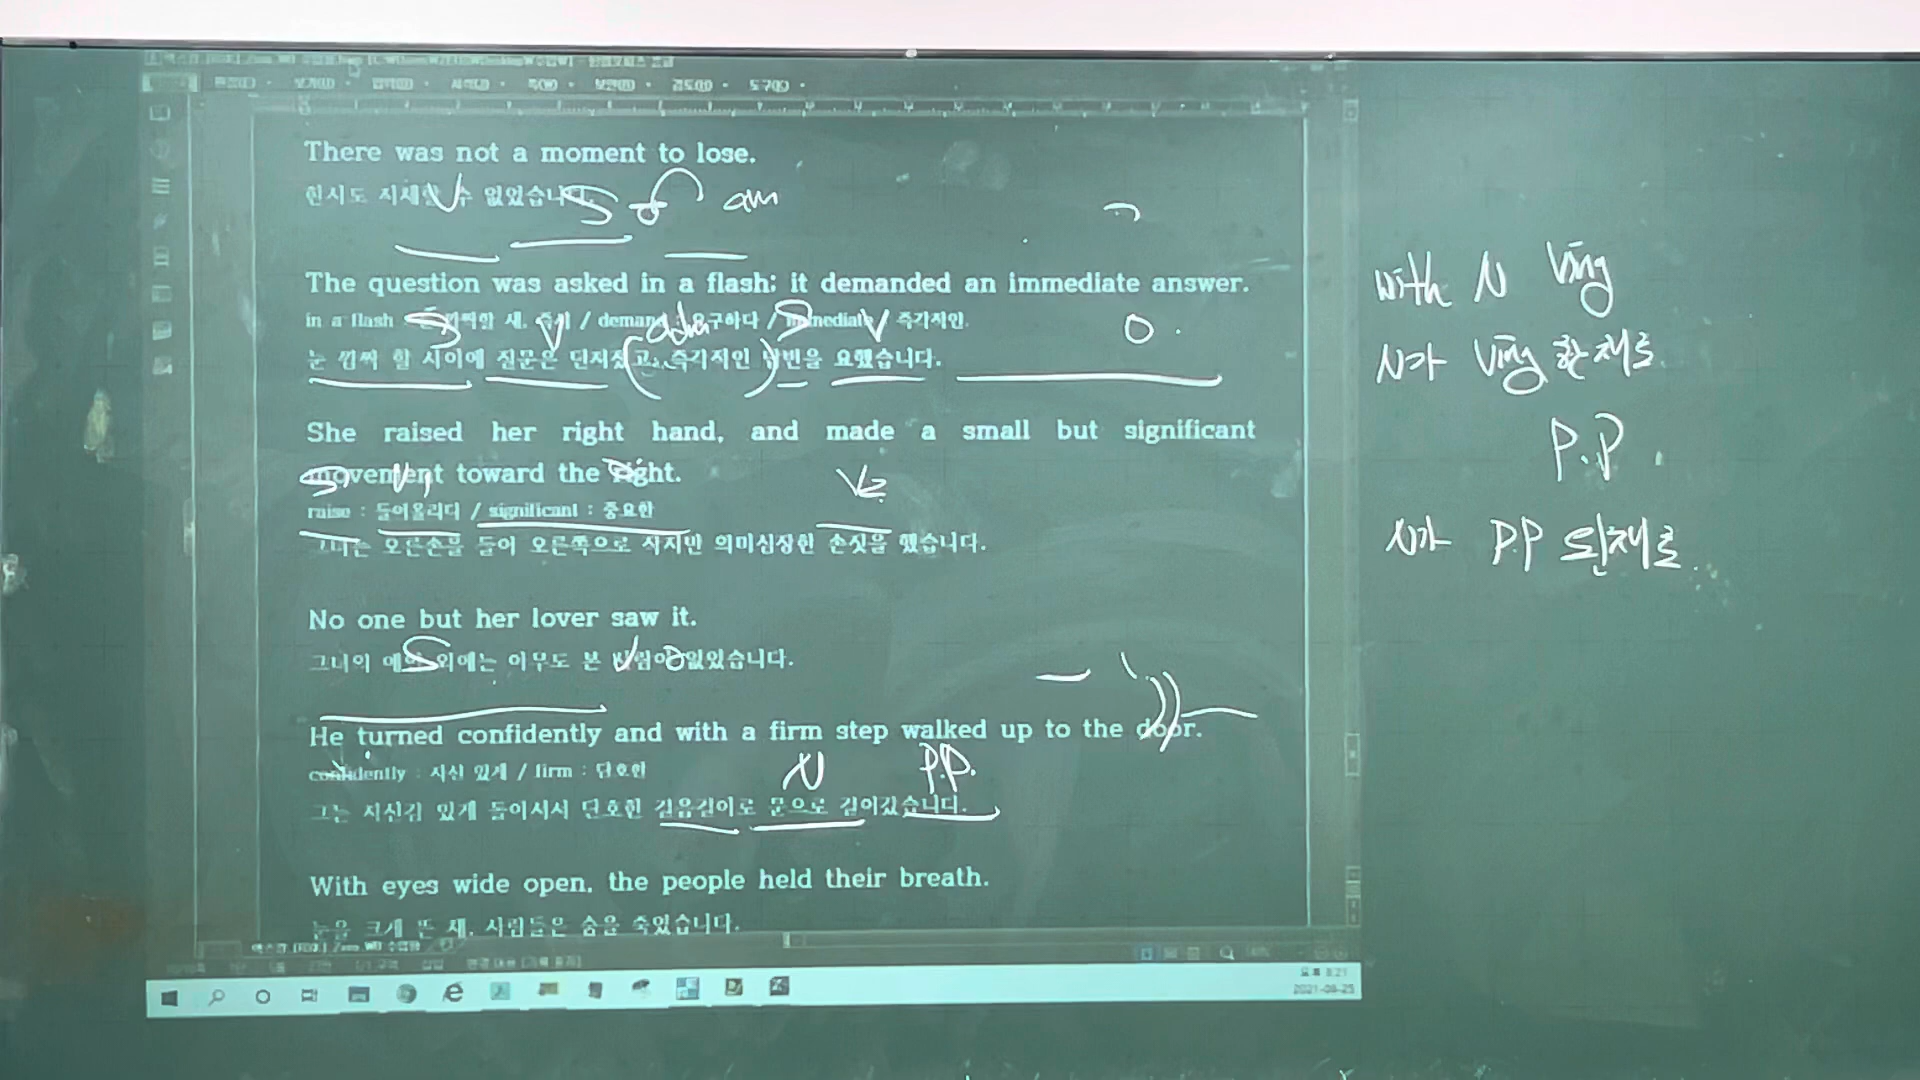 There was not a moment to lose.
V S to am
The question was asked in a flash; it demanded an immediate answer.
in a flash : 눈 깜짝할 새, 즉시 / demand : 요구하다 / immediate : 즉각적인
S V S V O
눈 깜짝 할 사이에 질문은 던져졌고, 즉각적인 답변을 요했습니다.
She raised her right hand, and made a small but significant
movement toward the right.
S V1 V2
raise : 들어올리다 / significant : 중요한
그녀는 오른손을 들어 오른쪽으로 작지만 의미심장한 손짓을 했습니다.
No one but her lover saw it.
그녀의 애인 외에는 아무도 본 사람이 없었습니다.
S V O
He turned confidently and with a firm step walked up to the door.
confidently : 자신 있게 / firm : 단호한
N P.P.
그는 자신감 있게 돌아서서 단호한 걸음걸이로 문으로 걸어갔습니다.
With eyes wide open, the people held their breath.
눈을 크게 뜬 채, 사람들은 숨을 죽였습니다.
2021-08-25
with N Ving
N가 Ving 한 채로
P.P.
N가 P.P 된채로.